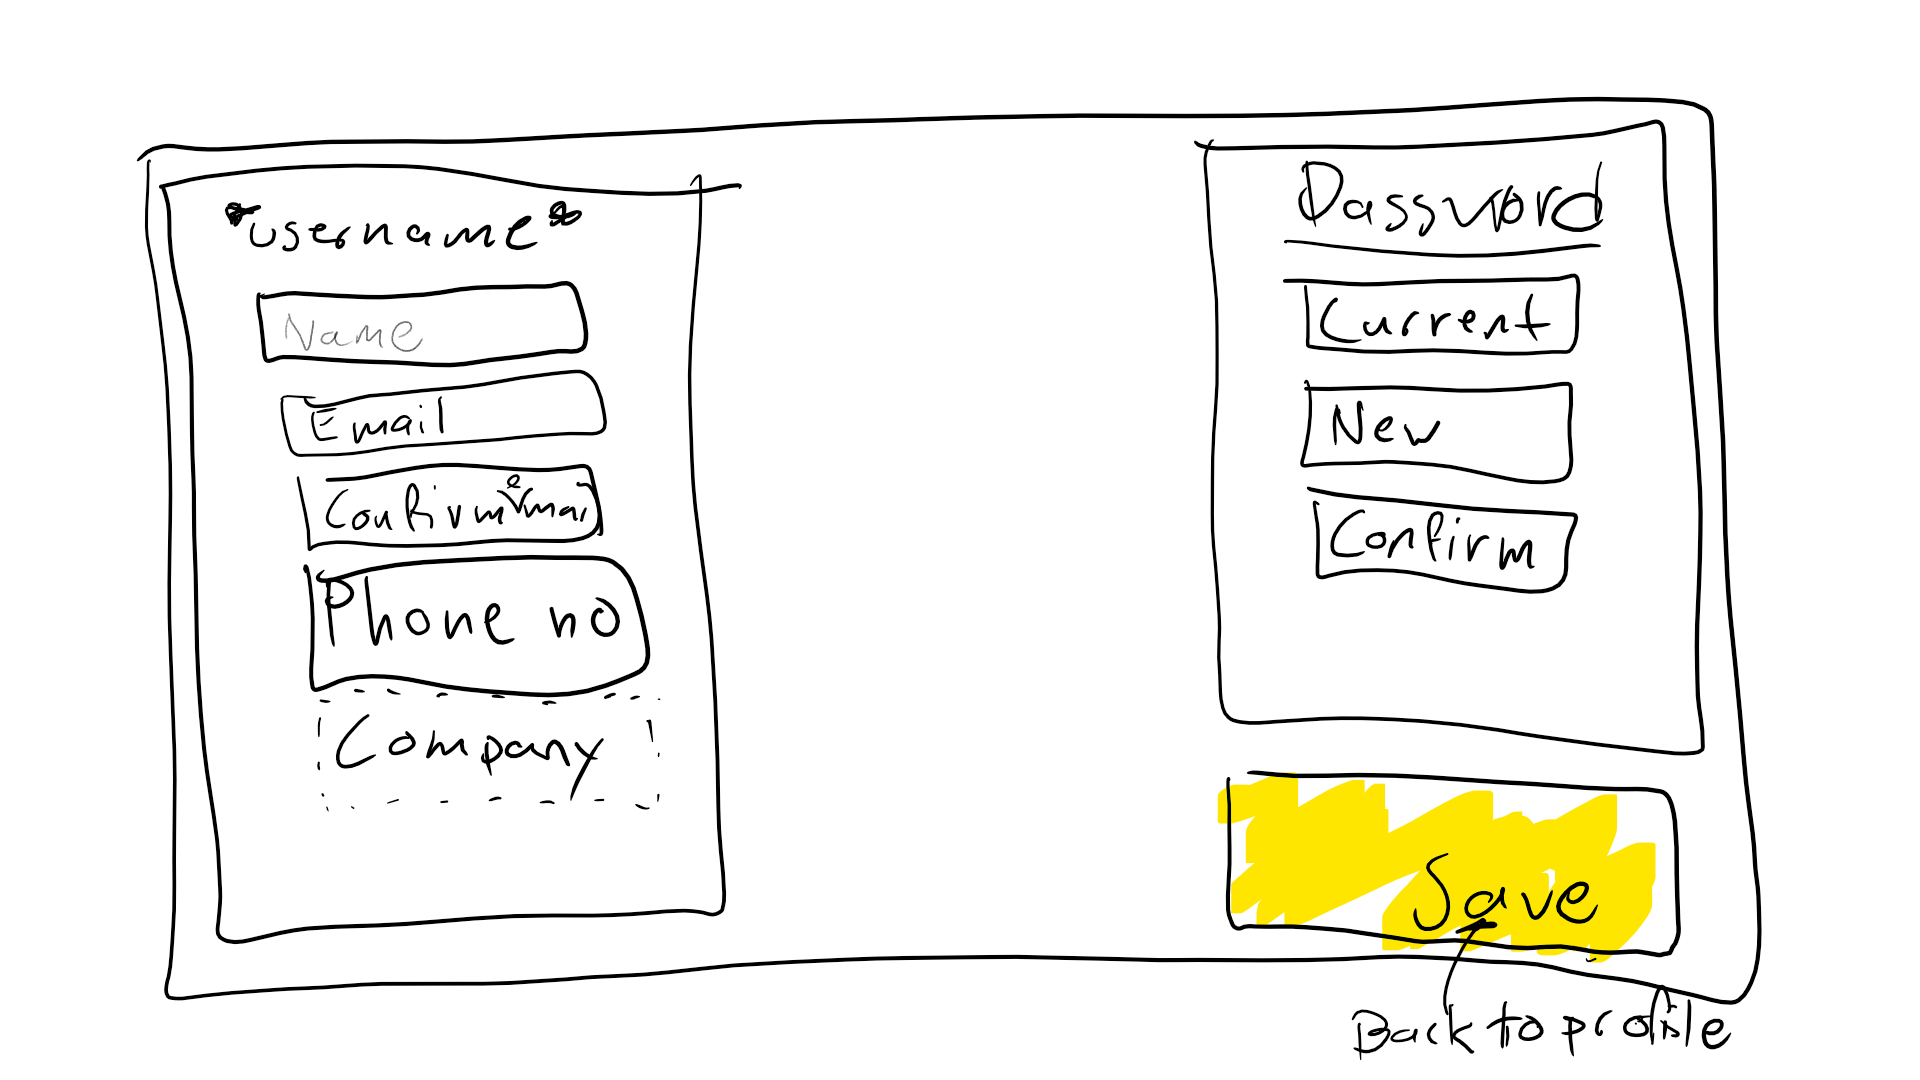 *username*
Name
Email
Confirm email
Phone no
Company
Password
Current
New
Confirm
Save
Back to profile